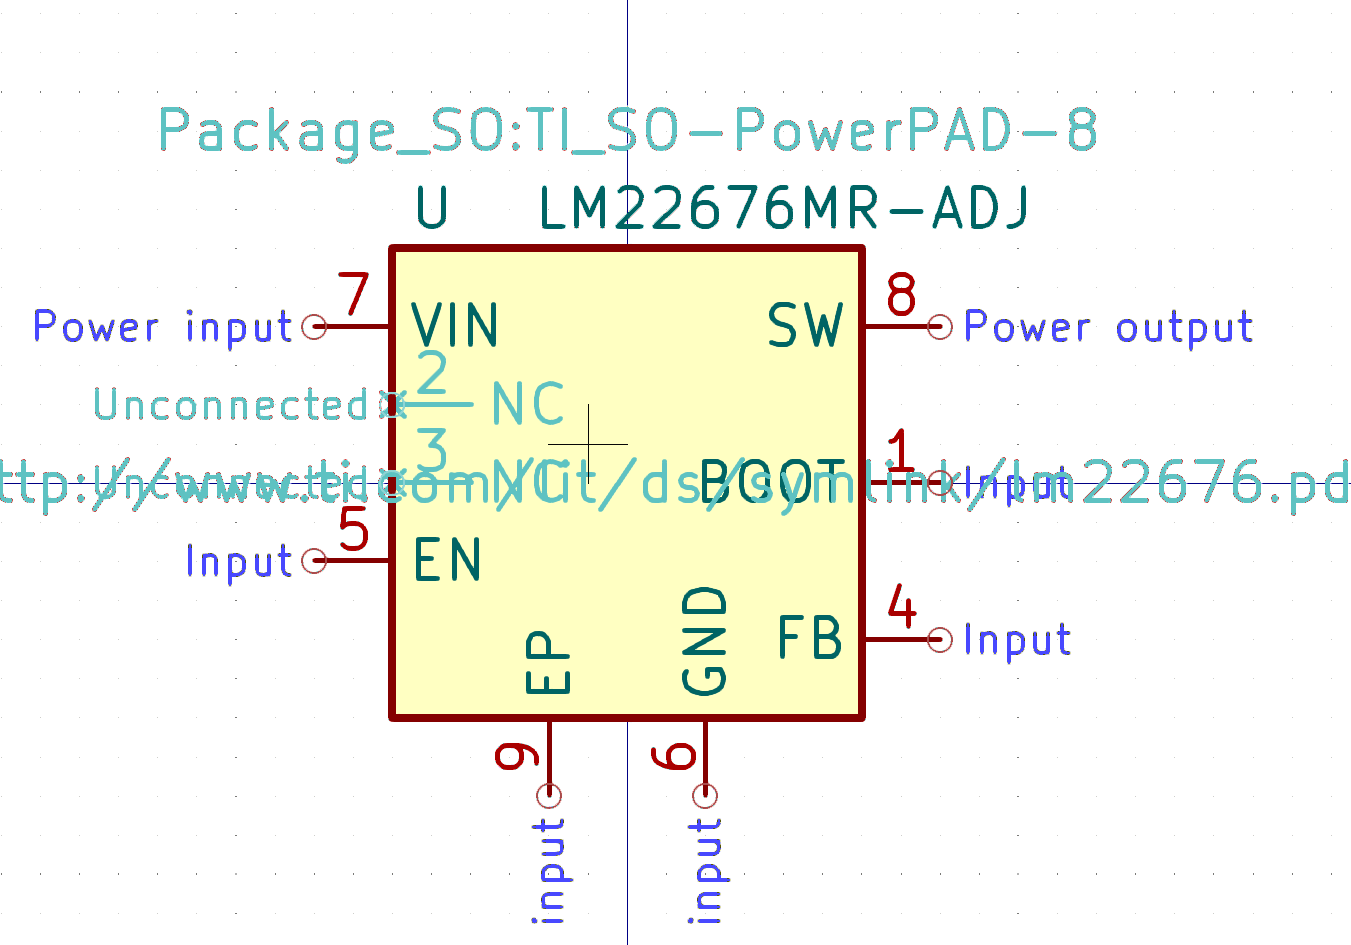 Package_SO:TI_SO-PowerPAD-8
U LM22676MR-ADJ
7 8
Power input VIN SW Power output
2
Unconnected NC
3 1
Unconnected NC BOOT Input
ttp://www.ti.com/lit/ds/symlink/lm22676.pd
5
Input EN
4
FB Input
EP GND
9 6
input input